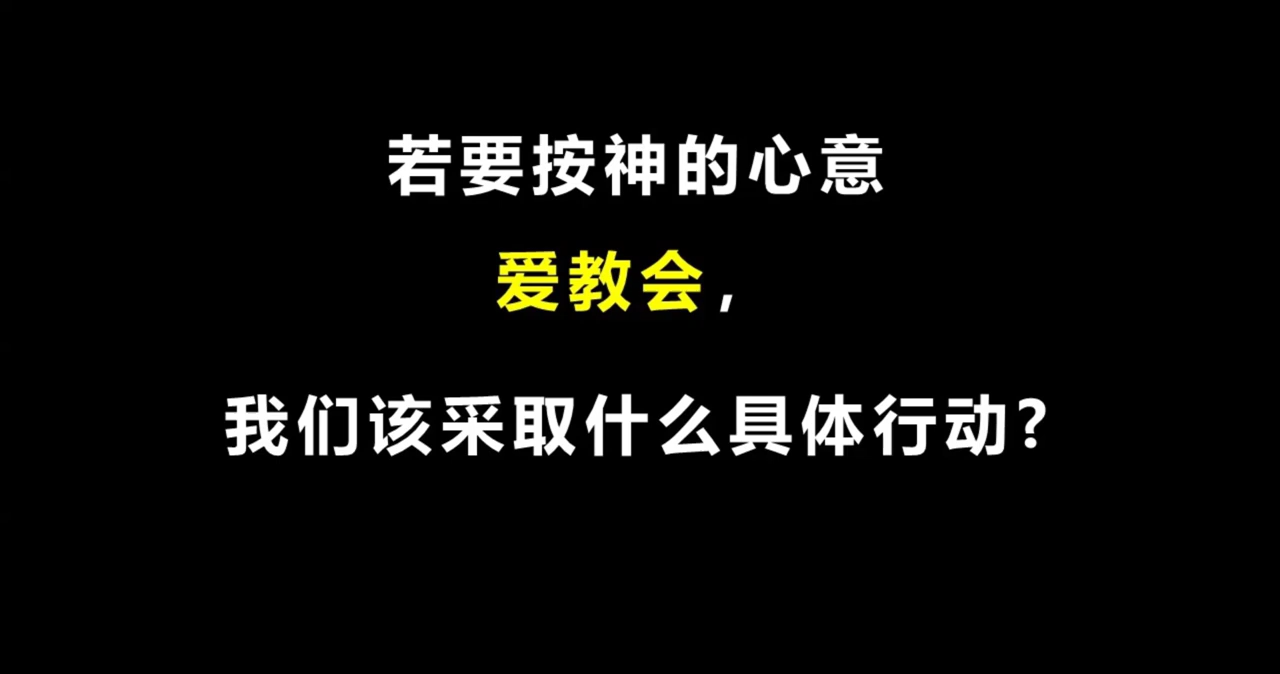 若要按神的心意
爱教会，
我们该采取什么具体行动？